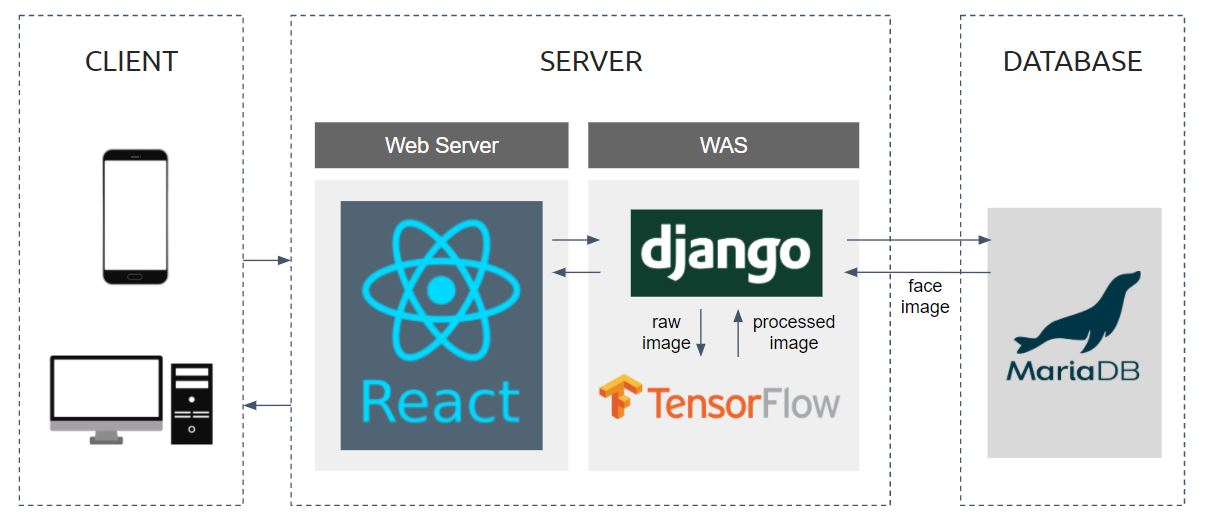 CLIENT
SERVER
DATABASE
Web Server
WAS
React
django
raw
image
processed
image
TensorFlow
face
image
MariaDB